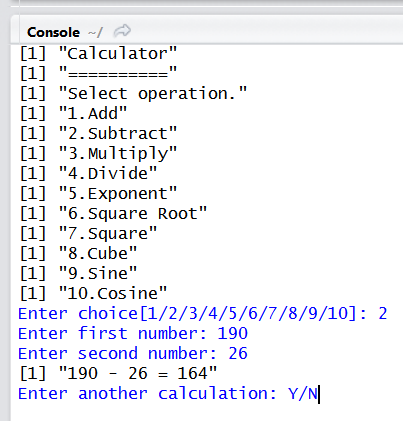 Console ~/
[1] "Calculator"
[1] "=========="
[1] "Select operation."
[1] "1.Add"
[1] "2.Subtract"
[1] "3.Multiply"
[1] "4.Divide"
[1] "5.Exponent"
[1] "6.Square Root"
[1] "7.Square"
[1] "8.Cube"
[1] "9.Sine"
[1] "10.Cosine"
Enter choice[1/2/3/4/5/6/7/8/9/10]: 2
Enter first number: 190
Enter second number: 26
[1] "190 - 26 = 164"
Enter another calculation: Y/N